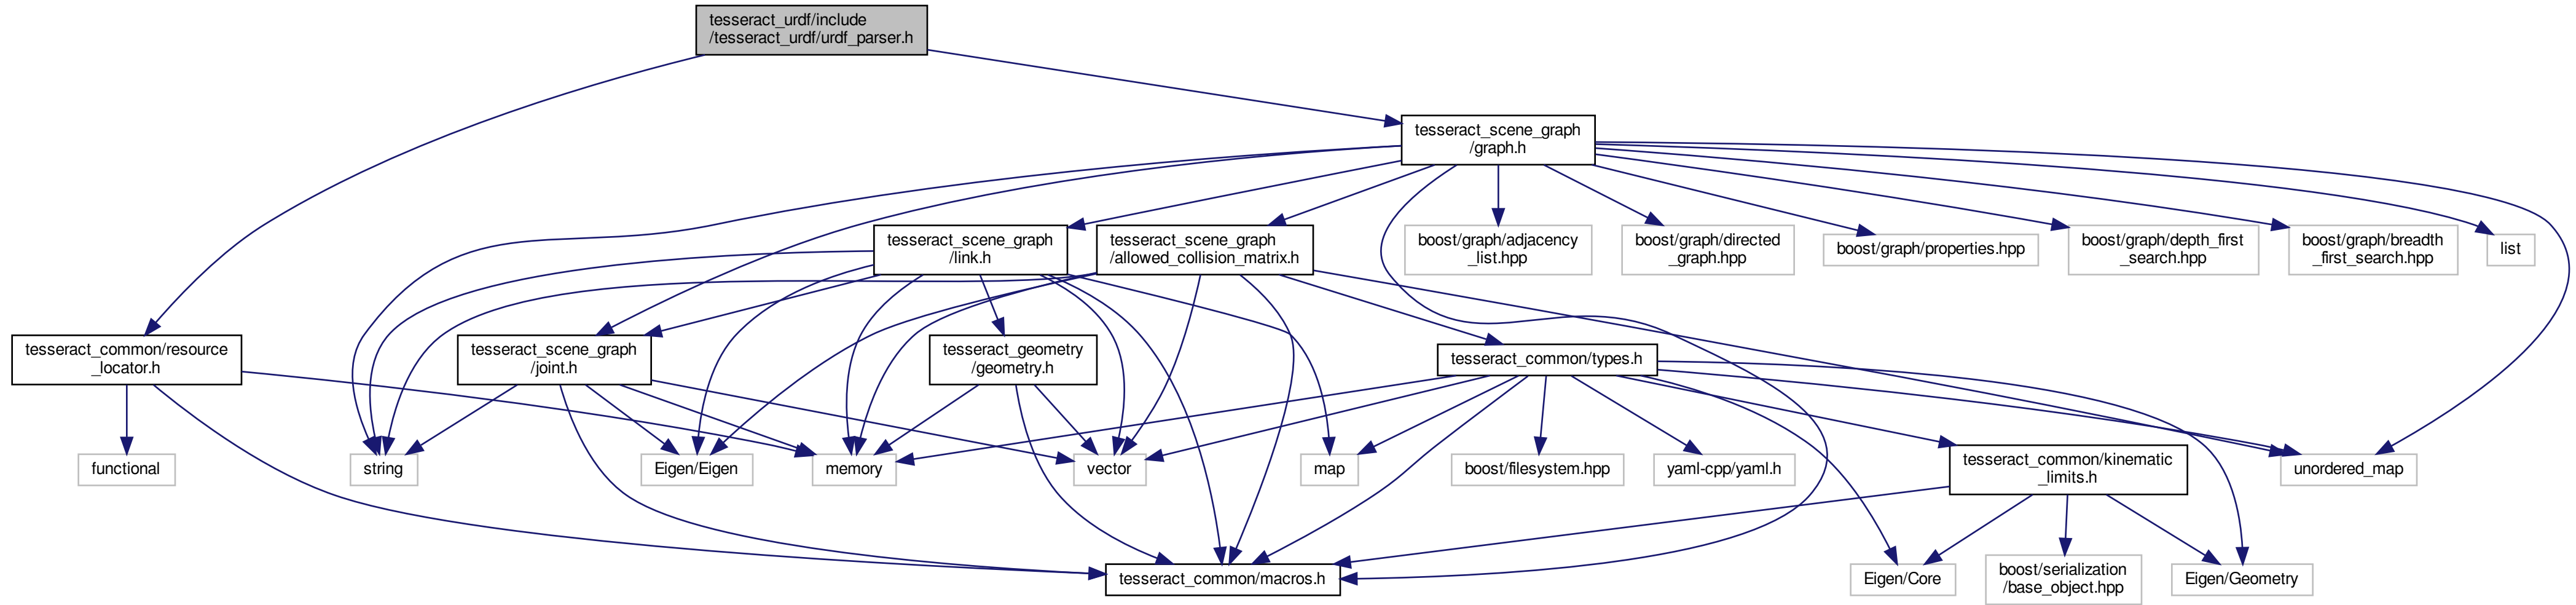 tesseract_urdf/include
/tesseract_urdf/urdf_parser.h
tesseract_scene_graph
/graph.h
tesseract_scene_graph
/link.h
tesseract_scene_graph
/allowed_collision_matrix.h
boost/graph/adjacency
_list.hpp
boost/graph/directed
_graph.hpp
boost/graph/properties.hpp
boost/graph/depth_first
_search.hpp
boost/graph/breadth
_first_search.hpp
list
tesseract_common/resource
_locator.h
tesseract_scene_graph
/joint.h
tesseract_geometry
/geometry.h
tesseract_common/types.h
functional
string
Eigen/Eigen
memory
vector
map
boost/filesystem.hpp
yaml-cpp/yaml.h
tesseract_common/kinematic
_limits.h
unordered_map
tesseract_common/macros.h
Eigen/Core
boost/serialization
/base_object.hpp
Eigen/Geometry